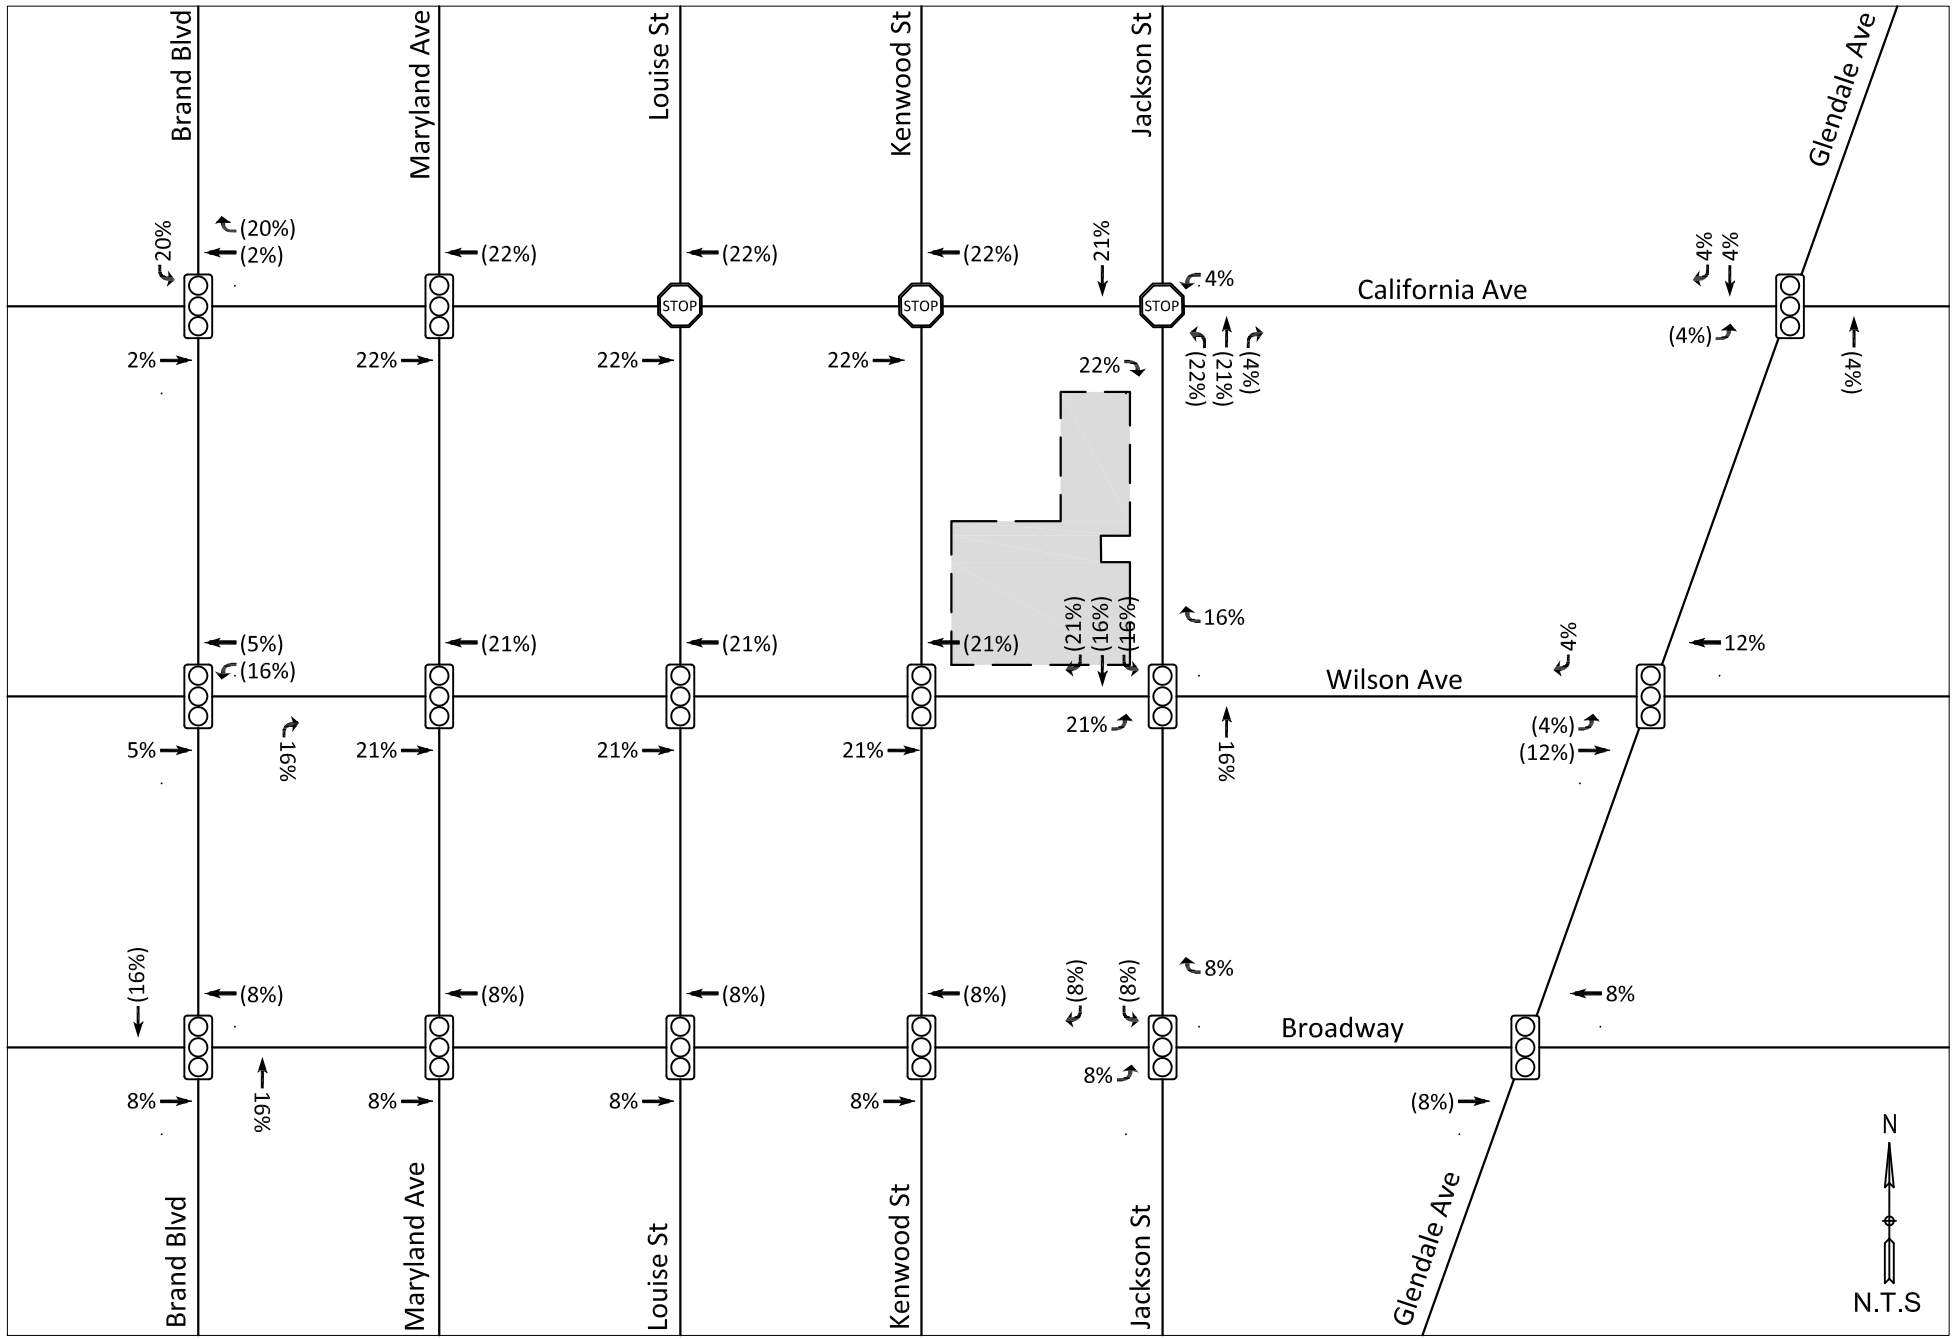 Brand Blvd
Maryland Ave
Louise St
Kenwood St
Jackson St
Glendale Ave
20%
(20%)
(2%)
(22%)
(22%)
(22%)
21%
4%
California Ave
4%
4%
STOP
STOP
STOP
2%
22%
22%
22%
22%
(22%)
(21%)
(4%)
(4%)
(4%)
(5%)
(16%)
(21%)
(21%)
(21%)
(21%)
(16%)
(16%)
16%
Wilson Ave
4%
12%
5%
16%
21%
21%
21%
21%
16%
(4%)
(12%)
(16%)
(8%)
(8%)
(8%)
(8%)
(8%)
(8%)
8%
Broadway
8%
8%
16%
8%
8%
8%
8%
(8%)
Brand Blvd
Maryland Ave
Louise St
Kenwood St
Jackson St
Glendale Ave
N
N.T.S